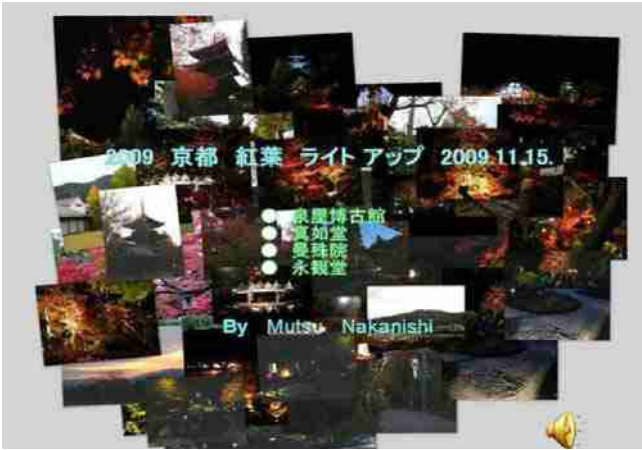 2009 京都 紅葉 ライト アップ 2009.11.15.
● 泉屋博古館
● 真如堂
● 曼殊院
● 永観堂
By Mutsu Nakanishi